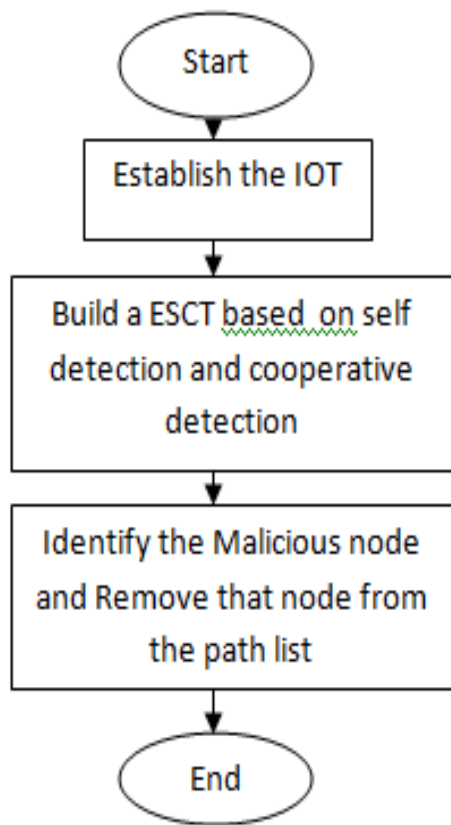 Start
Establish the IOT
Build a ESCT based on self
detection and cooperative
detection
Identify the Malicious node
and Remove that node from
the path list
End